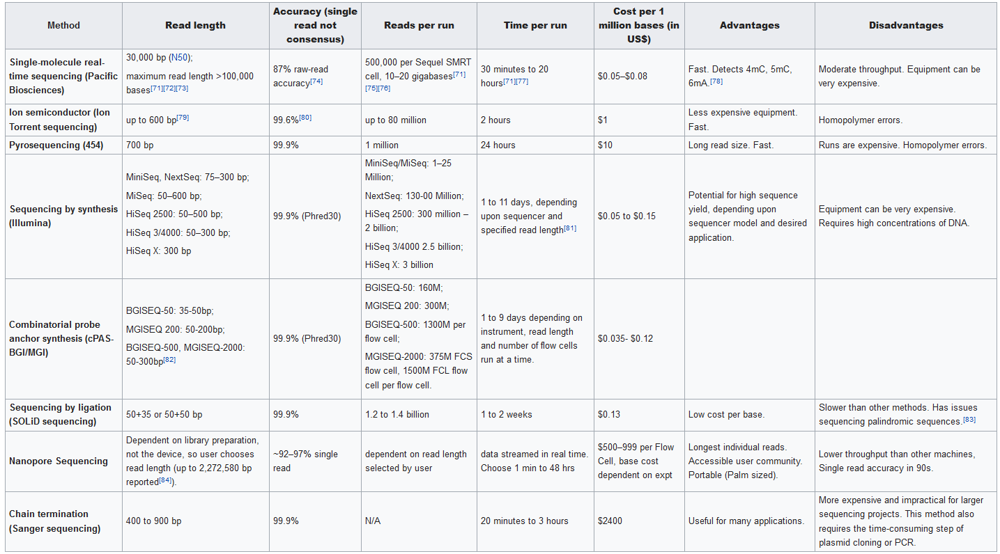 Method
Read length
Accuracy (single
read not
consensus)
Reads per run
Time per run
Cost per 1
million bases (in
US$)
Advantages
Disadvantages
Single-molecule real-
time sequencing (Pacific
Biosciences)
30,000 bp (N50);
maximum read length >100,000
bases[71][72][73]
87% raw-read
accuracy[74]
500,000 per Sequel SMRT
cell, 10–20 gigabases[71]
[75][76]
30 minutes to 20
hours[71][77]
$0.05–$0.08
Fast. Detects 4mC, 5mC,
6mA.[78]
Moderate throughput. Equipment can be
very expensive.
Ion semiconductor (Ion
Torrent sequencing)
up to 600 bp[79]
99.6%[80]
up to 80 million
2 hours
$1
Less expensive equipment.
Fast.
Homopolymer errors.
Pyrosequencing (454)
700 bp
99.9%
1 million
24 hours
$10
Long read size. Fast.
Runs are expensive. Homopolymer errors.
Sequencing by synthesis
(Illumina)
MiniSeq, NextSeq: 75–300 bp;
MiSeq: 50–600 bp;
HiSeq 2500: 50–500 bp;
HiSeq 3/4000: 50–300 bp;
HiSeq X: 300 bp
99.9% (Phred30)
MiniSeq/MiSeq: 1–25
Million;
NextSeq: 130-00 Million;
HiSeq 2500: 300 million –
2 billion;
HiSeq 3/4000 2.5 billion;
HiSeq X: 3 billion
1 to 11 days, depending
upon sequencer and
specified read length[81]
$0.05 to $0.15
Potential for high sequence
yield, depending upon
sequencer model and desired
application.
Equipment can be very expensive.
Requires high concentrations of DNA.
Combinatorial probe
anchor synthesis (cPAS-
BGI/MGI)
BGISEQ-50: 35-50bp;
MGISEQ 200: 50-200bp;
BGISEQ-500, MGISEQ-2000:
50-300bp[82]
99.9% (Phred30)
BGISEQ-50: 160M;
MGISEQ 200: 300M;
BGISEQ-500: 1300M per
flow cell;
MGISEQ-2000: 375M FCS
flow cell, 1500M FCL flow
cell per flow cell.
1 to 9 days depending on
instrument, read length
and number of flow cells
run at a time.
$0.035- $0.12
Sequencing by ligation
(SOLiD sequencing)
50+35 or 50+50 bp
99.9%
1.2 to 1.4 billion
1 to 2 weeks
$0.13
Low cost per base.
Slower than other methods. Has issues
sequencing palindromic sequences.[83]
Nanopore Sequencing
Dependent on library preparation,
not the device, so user chooses
read length (up to 2,272,580 bp
reported[84]).
~92–97% single
read
dependent on read length
selected by user
data streamed in real time.
Choose 1 min to 48 hrs
$500–999 per Flow
Cell, base cost
dependent on expt
Longest individual reads.
Accessible user community.
Portable (Palm sized).
Lower throughput than other machines,
Single read accuracy in 90s.
Chain termination
(Sanger sequencing)
400 to 900 bp
99.9%
N/A
20 minutes to 3 hours
$2400
Useful for many applications.
More expensive and impractical for larger
sequencing projects. This method also
requires the time-consuming step of
plasmid cloning or PCR.